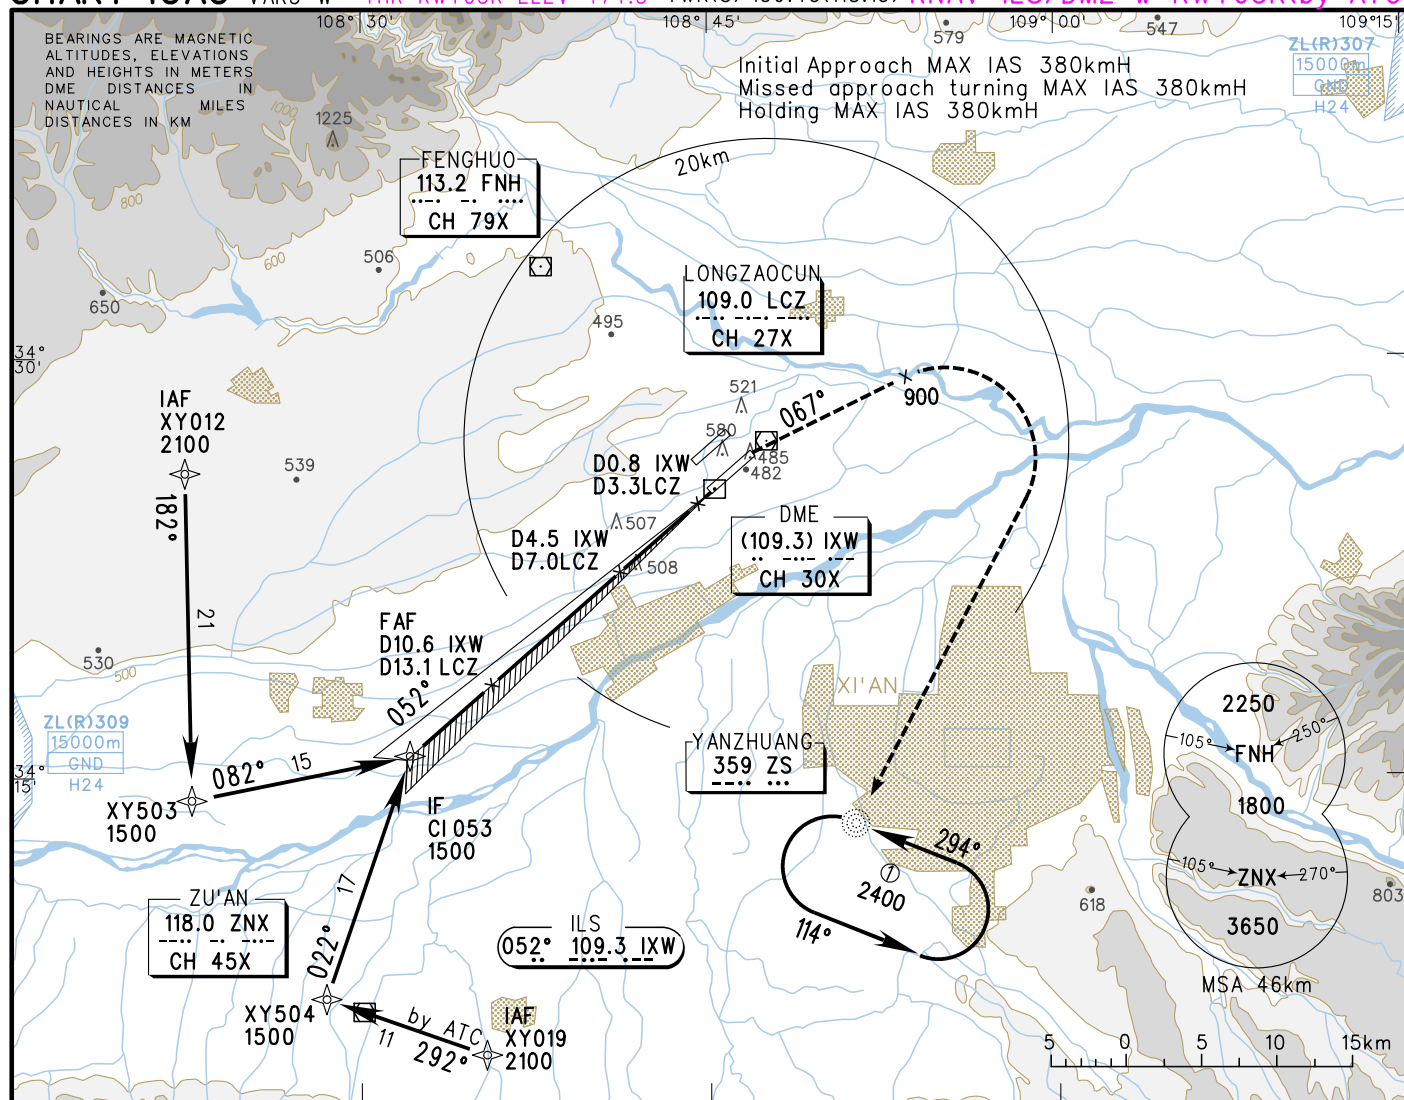 108° 30'
108° 45'
109° 00'
109°15'
BEARINGS ARE MAGNETIC
ALTITUDES, ELEVATIONS
AND HEIGHTS IN METERS
DME DISTANCES IN
NAUTICAL MILES
DISTANCES IN KM
579
547
Initial Approach MAX IAS 380kmH
Missed approach turning MAX IAS 380kmH
Holding MAX IAS 380kmH
ZL(R)307
15000m
GND
H24
1225
1000
800
600
FENGHUO
113.2 FNH
CH 79X
20km
506
650
495
LONGZAOCUN
109.0 LCZ
CH 27X
34°
30'
IAF
XY012
2100
182°
21
539
521
580
485
482
067°
900
D0.8 IXW
D3.3LCZ
507
508
D4.5 IXW
D7.0LCZ
DME
(109.3) IXW
CH 30X
FAF
D10.6 IXW
D13.1 LCZ
052°
530
500
ZL(R)309
15000m
GND
H24
34°
15'
082°
15
XY503
1500
IF
CI 053
1500
XI'AN
YANZHUANG
359 ZS
294°
1
2400
114°
2250
105°
250°
FNH
1800
105°
270°
ZNX
3650
MSA 46km
618
803
ZU'AN
118.0 ZNX
CH 45X
17
022°
ILS
052° 109.3 IXW
XY504
1500
by ATC
11
292°
IAF
XY019
2100
5 0 5 10 15km